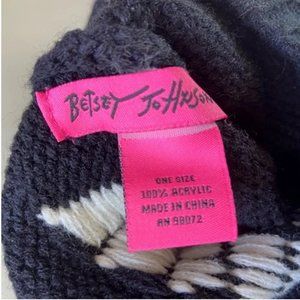 BETSEY JOHNSON
ONE SIZE
100% ACRYLIC
MADE IN CHINA
RN 98072